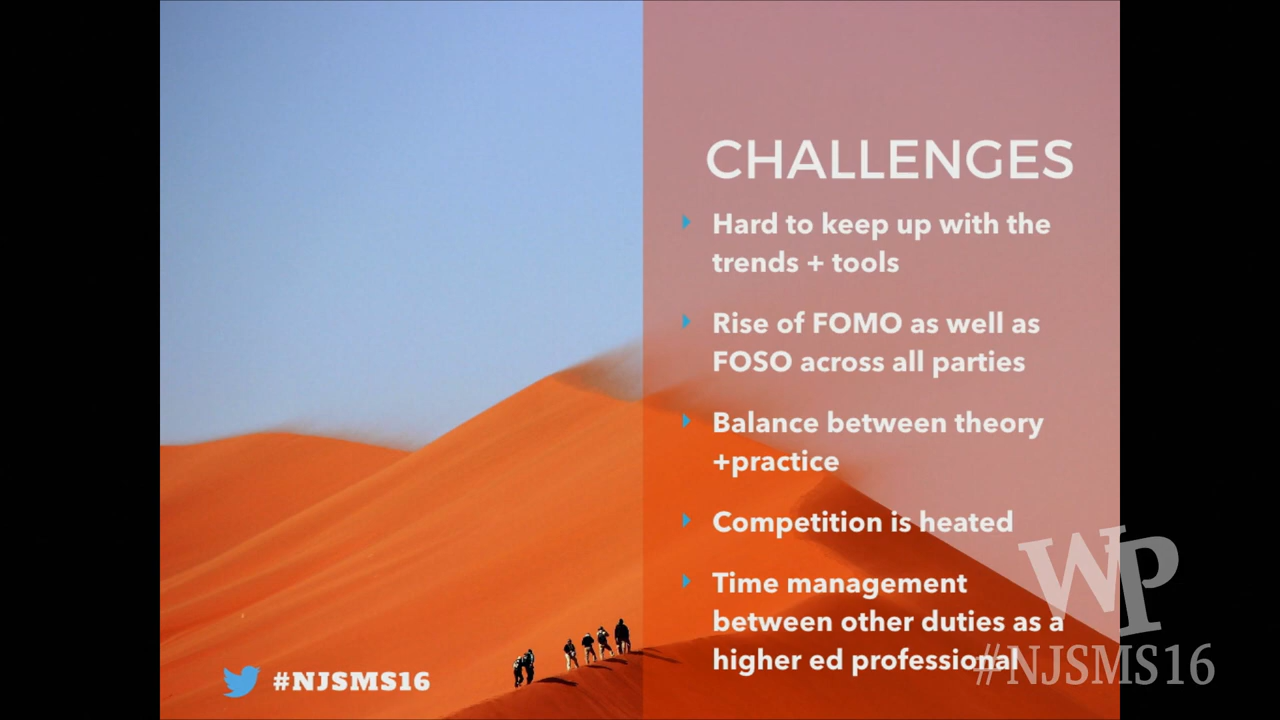 CHALLENGES
Hard to keep up with the
trends + tools
Rise of FOMO as well as
FOSO across all parties
Balance between theory
+practice
Competition is heated
Time management
between other duties as a
higher ed professional
#NJSMS16
WP
#NJSMS16